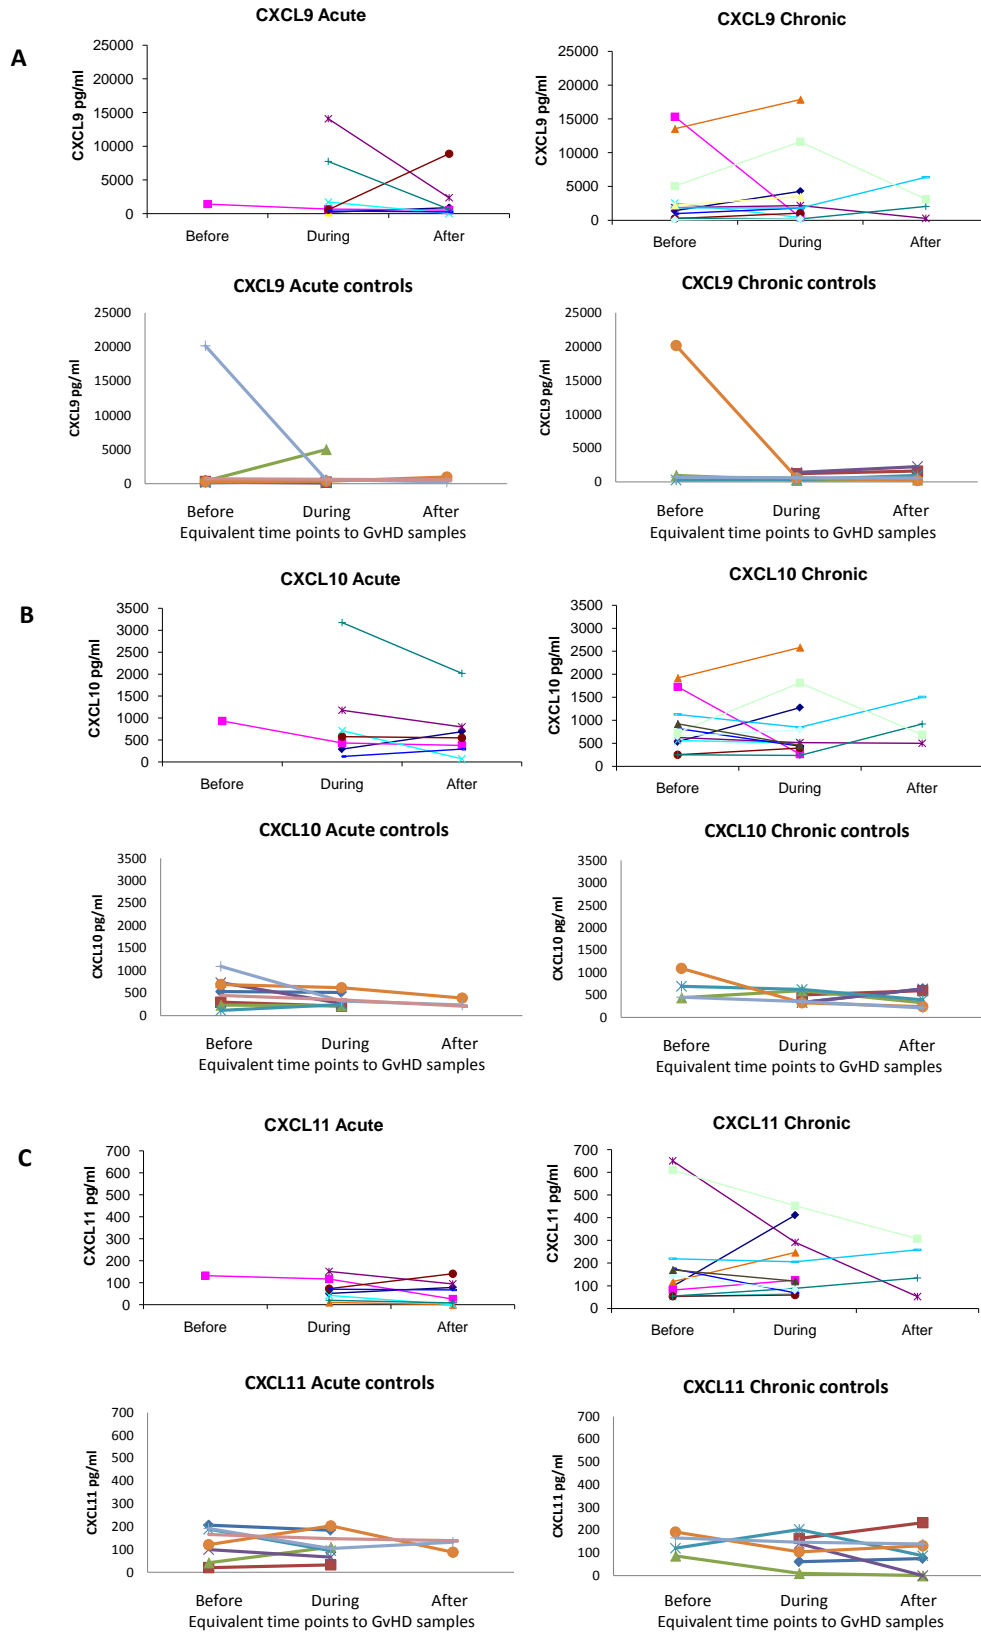 A
CXCL9 Acute
CXCL9 pg/ml
25000
20000
15000
10000
5000
0
Before During After
CXCL9 Chronic
CXCL9 pg/ml
25000
20000
15000
10000
5000
0
Before During After
CXCL9 Acute controls
CXCL9 pg/ml
25000
20000
15000
10000
5000
0
Before During After
Equivalent time points to GvHD samples
CXCL9 Chronic controls
CXCL9 pg/ml
25000
20000
15000
10000
5000
0
Before During After
Equivalent time points to GvHD samples
B
CXCL10 Acute
CXCL10 pg/ml
3500
3000
2500
2000
1500
1000
500
0
Before During After
CXCL10 Chronic
CXCL10 pg/ml
3500
3000
2500
2000
1500
1000
500
0
Before During After
CXCL10 Acute controls
CXCL10 pg/ml
3500
3000
2500
2000
1500
1000
500
0
Before During After
Equivalent time points to GvHD samples
CXCL10 Chronic controls
CXCL10 pg/ml
3500
3000
2500
2000
1500
1000
500
0
Before During After
Equivalent time points to GvHD samples
C
CXCL11 Acute
CXCL11 pg/ml
700
600
500
400
300
200
100
0
Before During After
CXCL11 Chronic
CXCL11 pg/ml
700
600
500
400
300
200
100
0
Before During After
CXCL11 Acute controls
CXCL11 pg/ml
700
600
500
400
300
200
100
0
Before During After
Equivalent time points to GvHD samples
CXCL11 Chronic controls
CXCL11 pg/ml
700
600
500
400
300
200
100
0
Before During After
Equivalent time points to GvHD samples